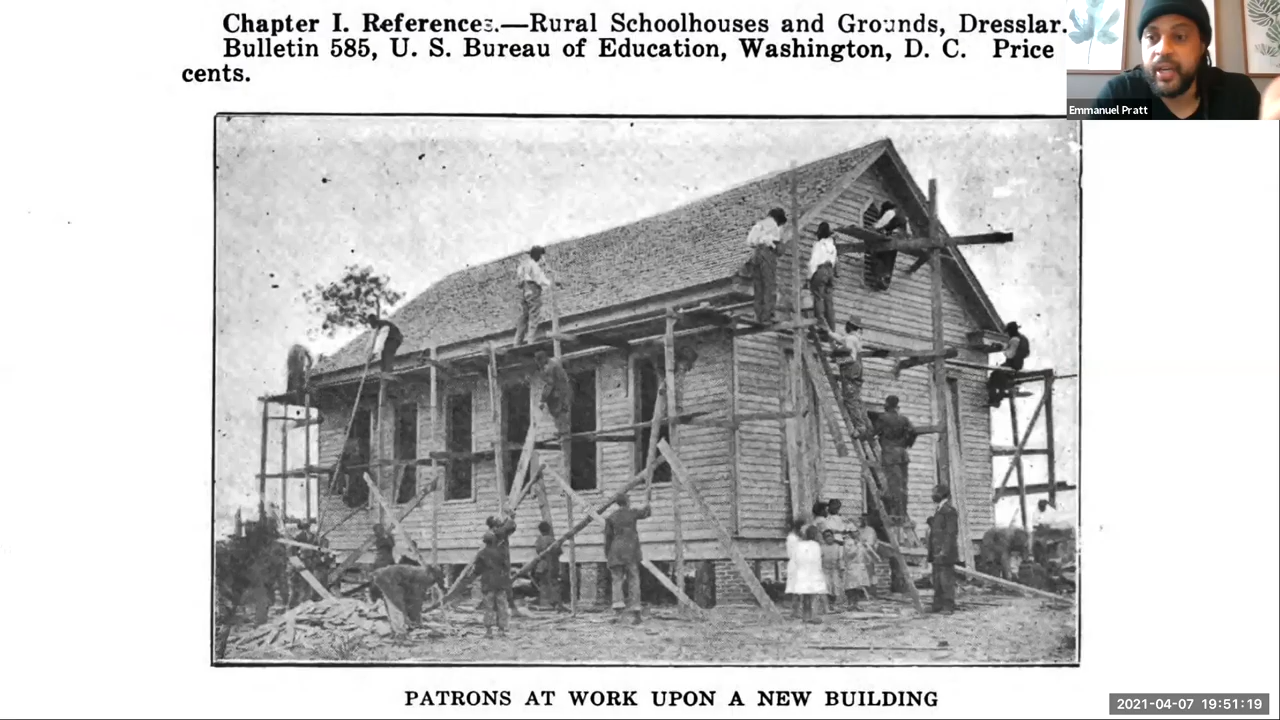 Chapter I. References.—Rural Schoolhouses and Grounds, Dresslar.
Bulletin 585, U. S. Bureau of Education, Washington, D. C. Price
cents.
Emmanuel Pratt
PATRONS AT WORK UPON A NEW BUILDING
2021-04-07 19:51:19